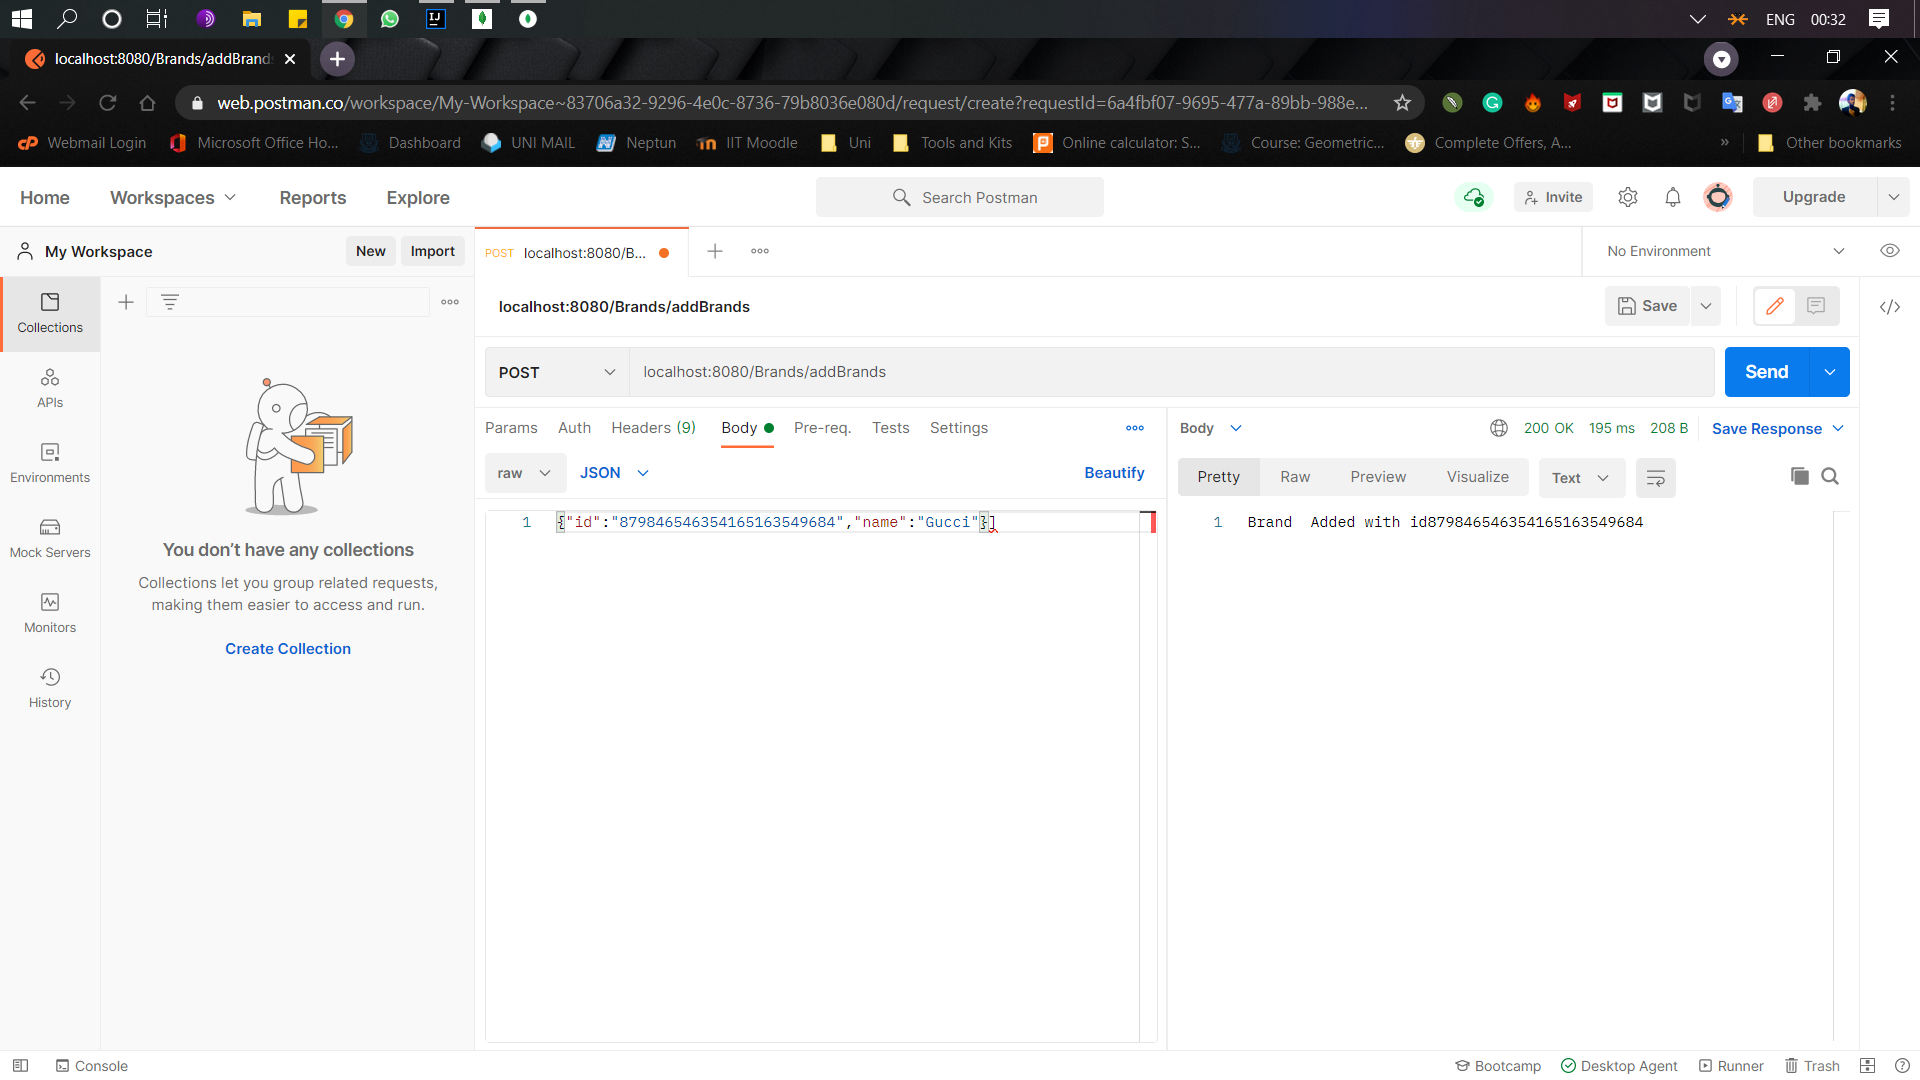 ENG 00:32
localhost:8080/Brands/addBrand
web.postman.co/workspace/My-Workspace~83706a32-9296-4e0c-8736-79b8036e080d/request/create?requestId=6a4fbf07-9695-477a-89bb-988e...
Webmail Login Microsoft Office Ho... Dashboard UNI MAIL Neptun IIT Moodle Uni Tools and Kits Online calculator: S... Course: Geometric... Complete Offers, A... » Other bookmarks
Home Workspaces Reports Explore Search Postman Invite Upgrade
My Workspace New Import POST localhost:8080/B... No Environment
Collections
localhost:8080/Brands/addBrands Save
APIs
POST localhost:8080/Brands/addBrands Send
Params Auth Headers (9) Body Pre-req. Tests Settings Body 200 OK 195 ms 208 B Save Response
Environments
raw JSON Beautify Pretty Raw Preview Visualize Text
1 {"id":"879846546354165163549684","name":"Gucci"}] 1 Brand Added with id879846546354165163549684
Mock Servers
You don't have any collections
Collections let you group related requests,
making them easier to access and run.
Monitors
Create Collection
History
Console Bootcamp Desktop Agent Runner Trash